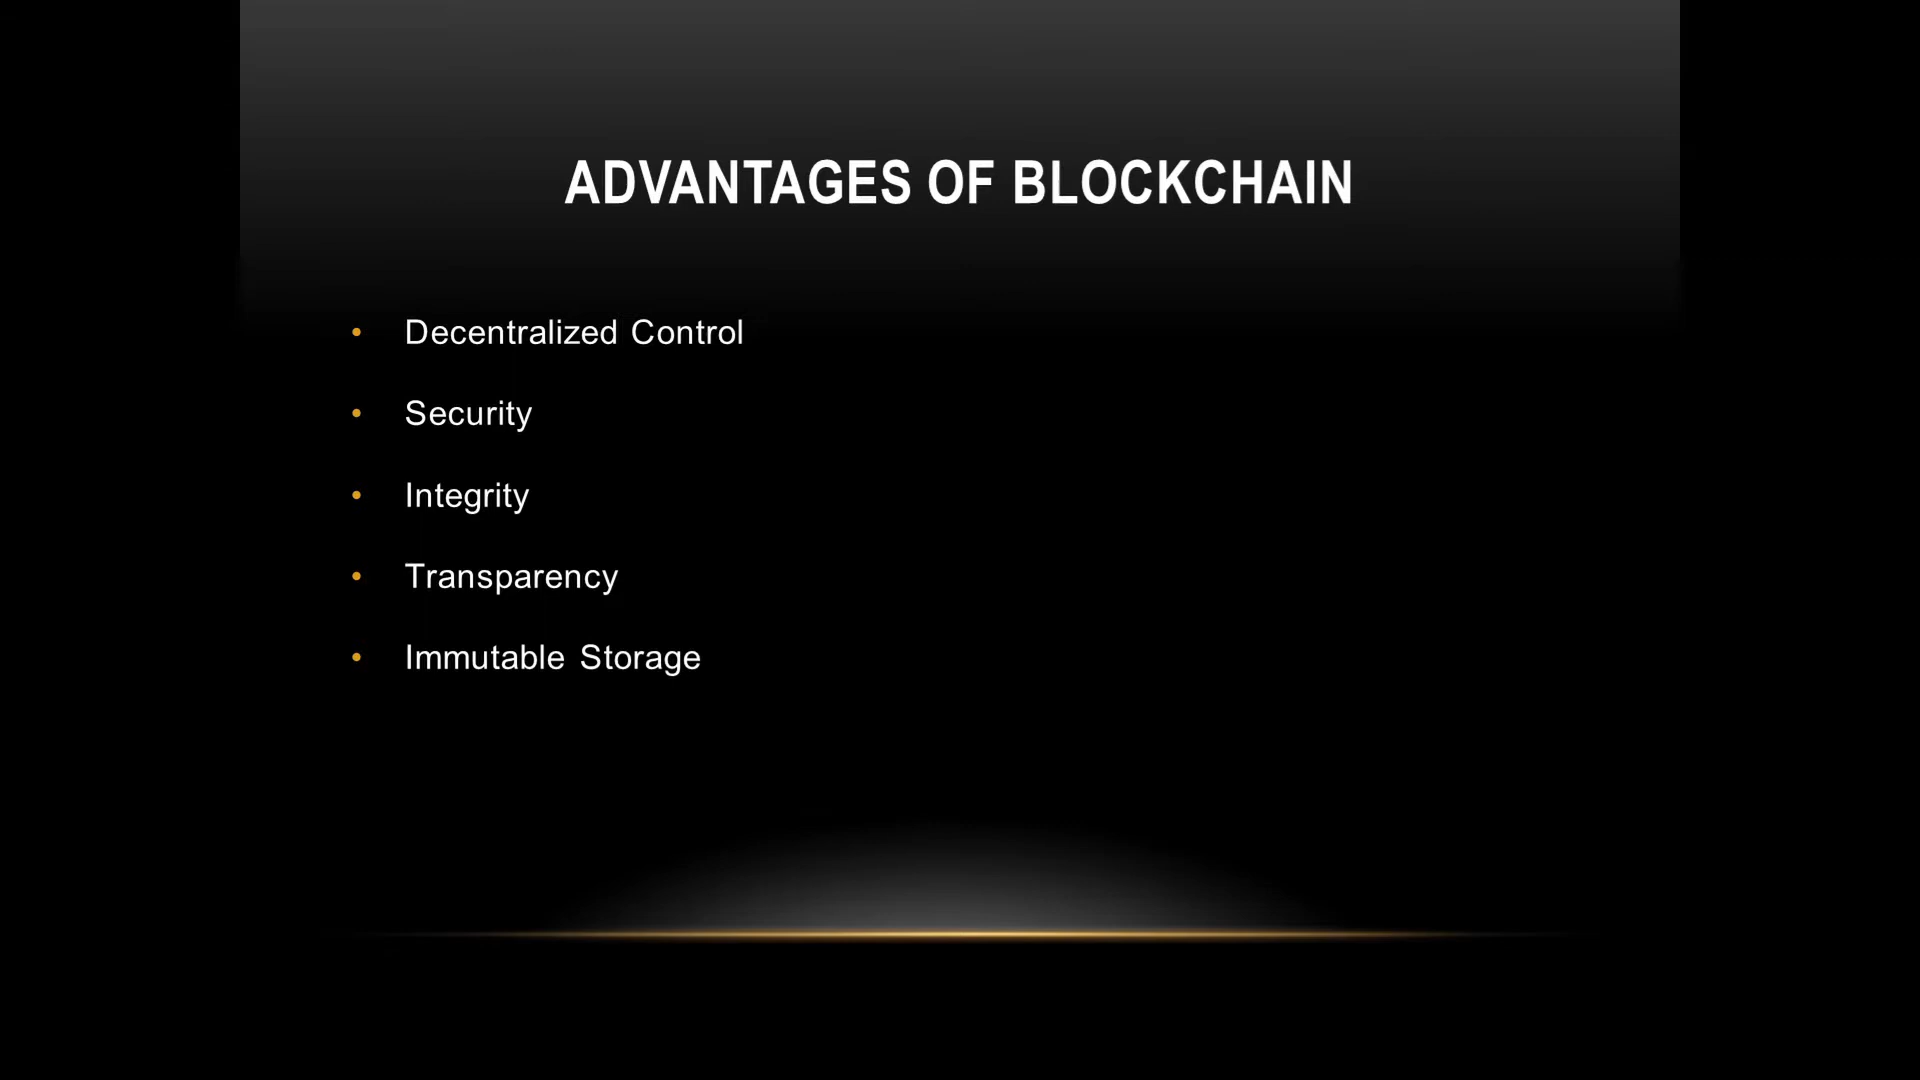 ADVANTAGES OF BLOCKCHAIN
• Decentralized Control
• Security
• Integrity
• Transparency
• Immutable Storage